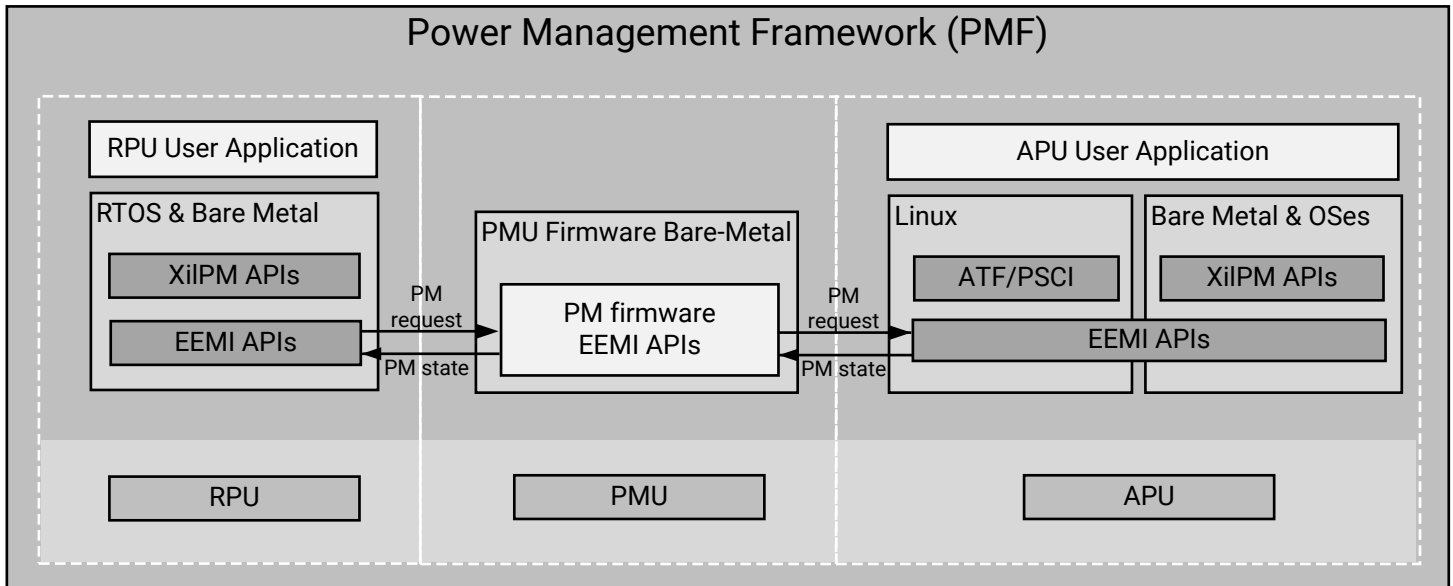 Power Management Framework (PMF)
RPU User Application
RTOS & Bare Metal
XilPM APIs
EEMI APIs
PM
request
PM state
PMU Firmware Bare-Metal
PM firmware
EEMI APIs
PM
request
PM state
APU User Application
Linux
ATF/PSCI
Bare Metal & OSes
XilPM APIs
EEMI APIs
RPU
PMU
APU